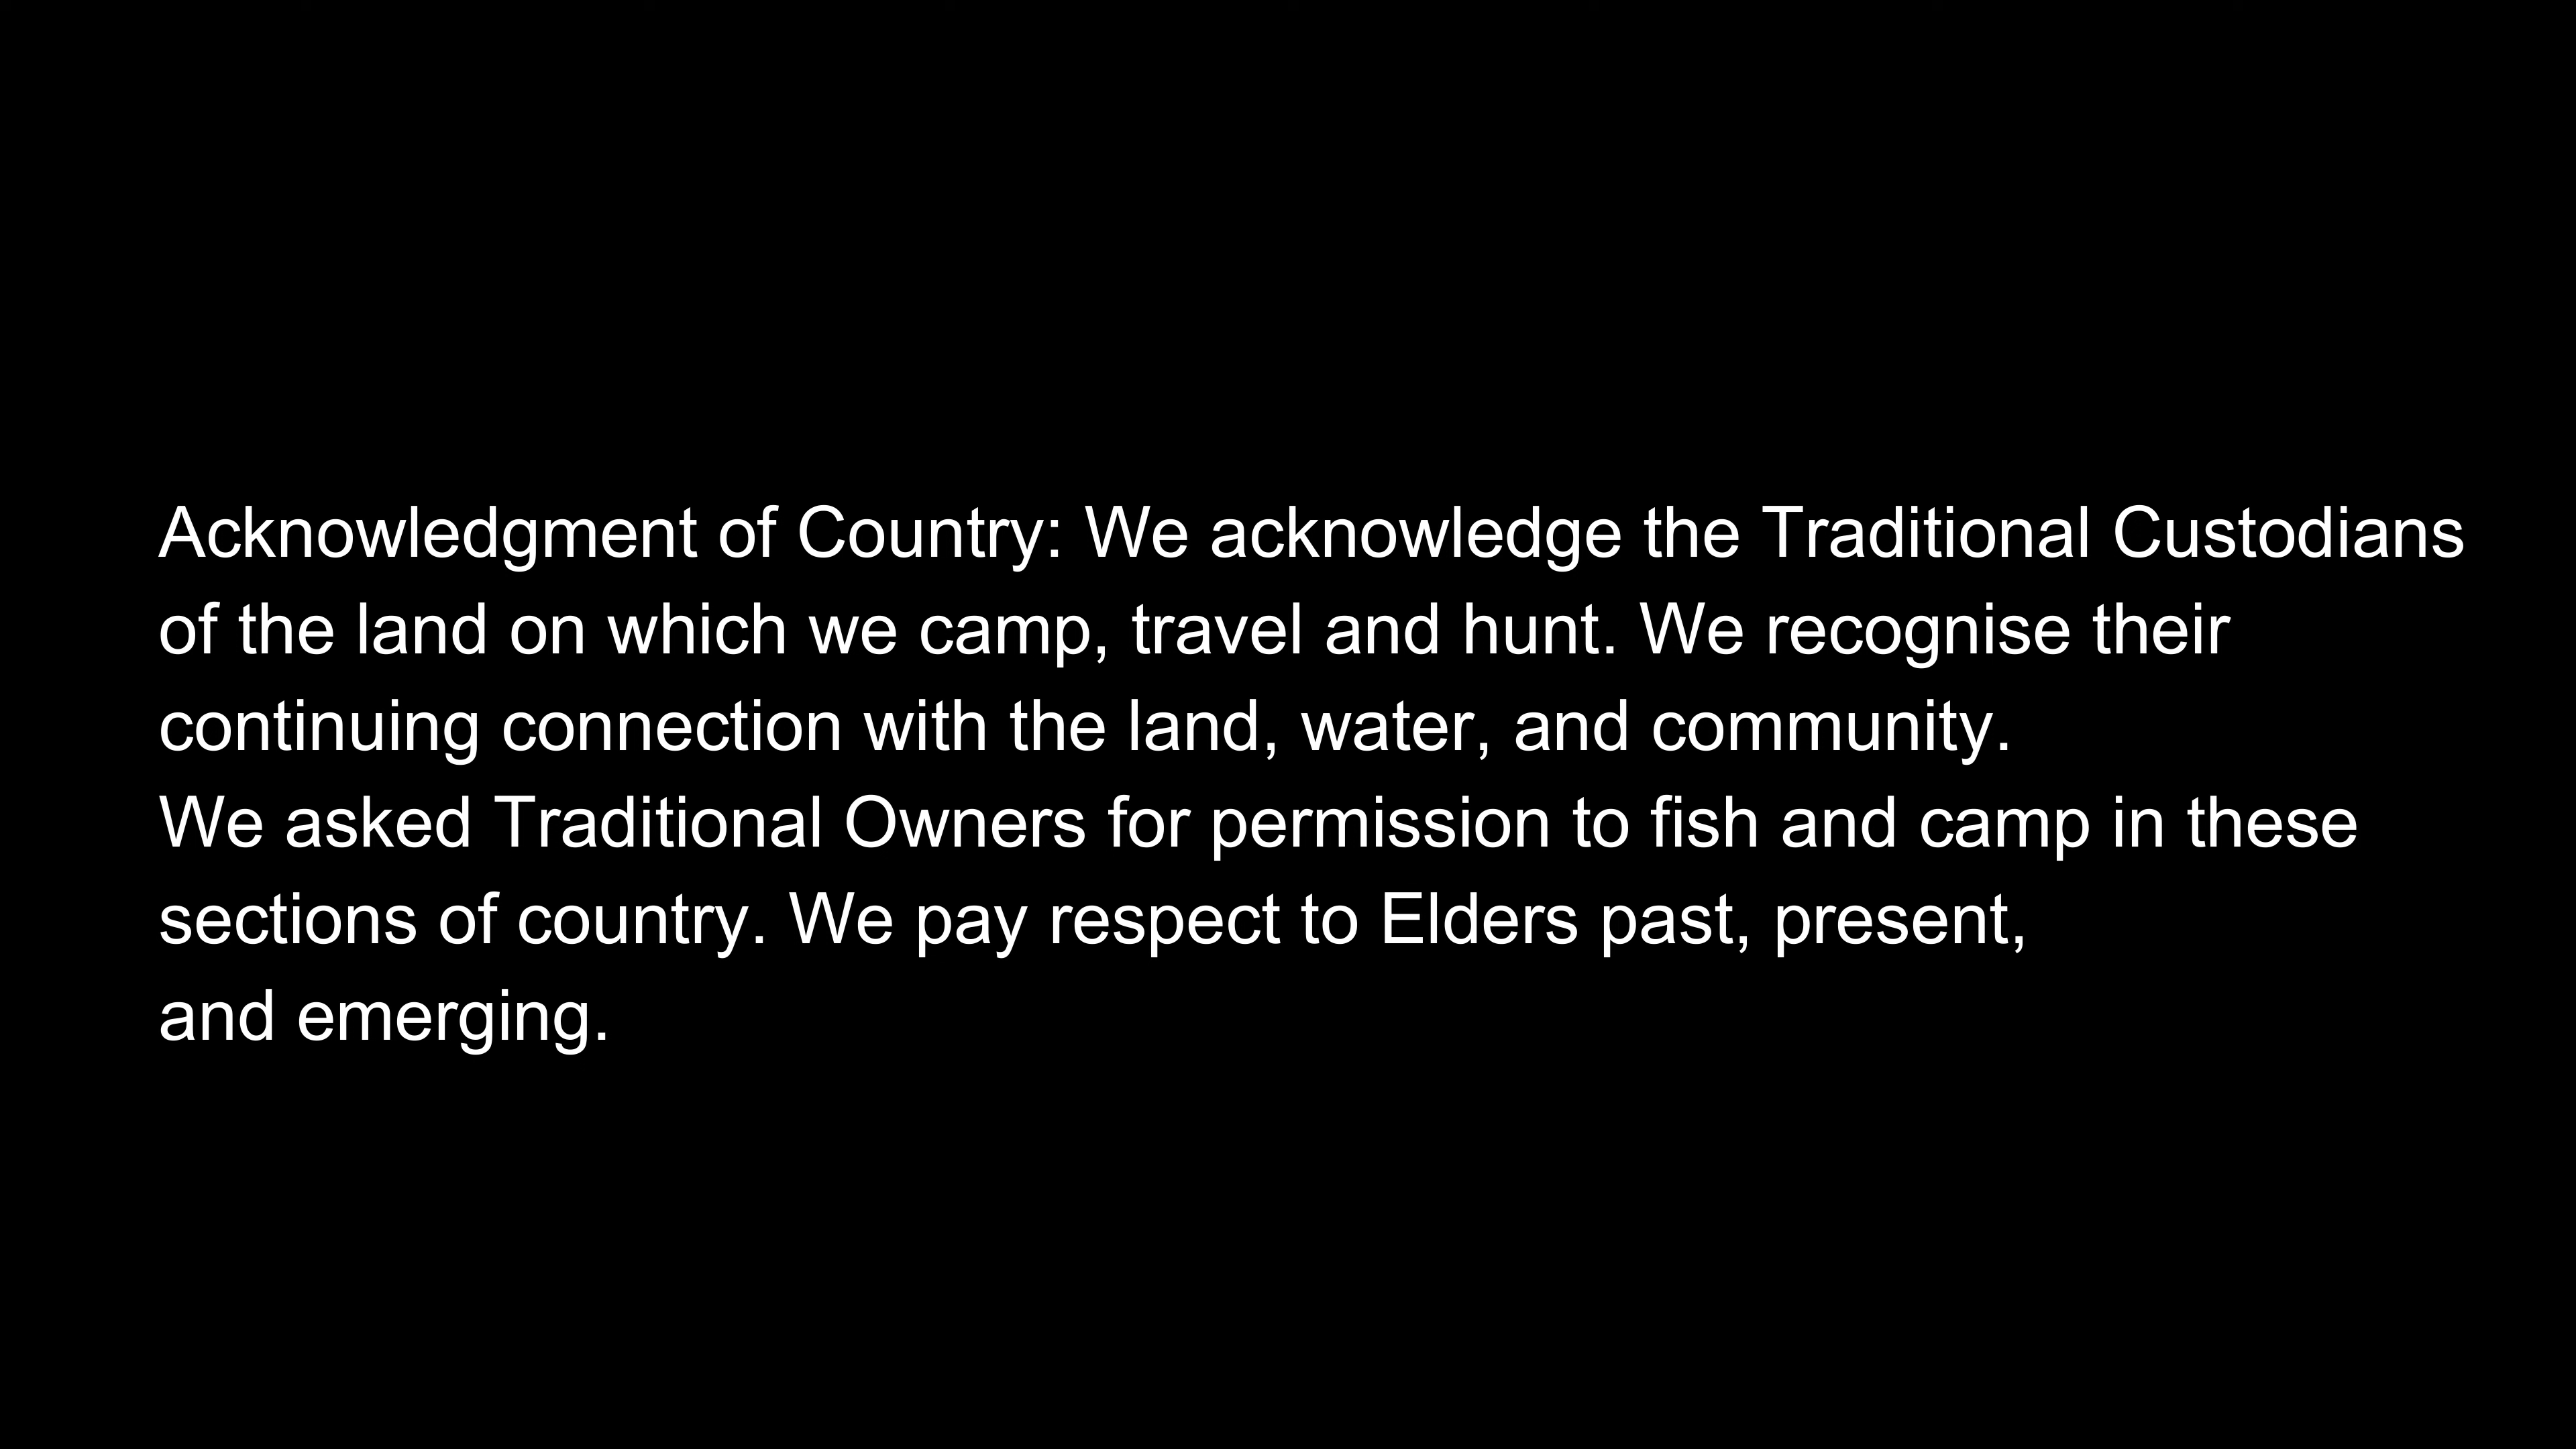 Acknowledgment of Country: We acknowledge the Traditional Custodians
of the land on which we camp, travel and hunt. We recognise their
continuing connection with the land, water, and community.
We asked Traditional Owners for permission to fish and camp in these
sections of country. We pay respect to Elders past, present,
and emerging.